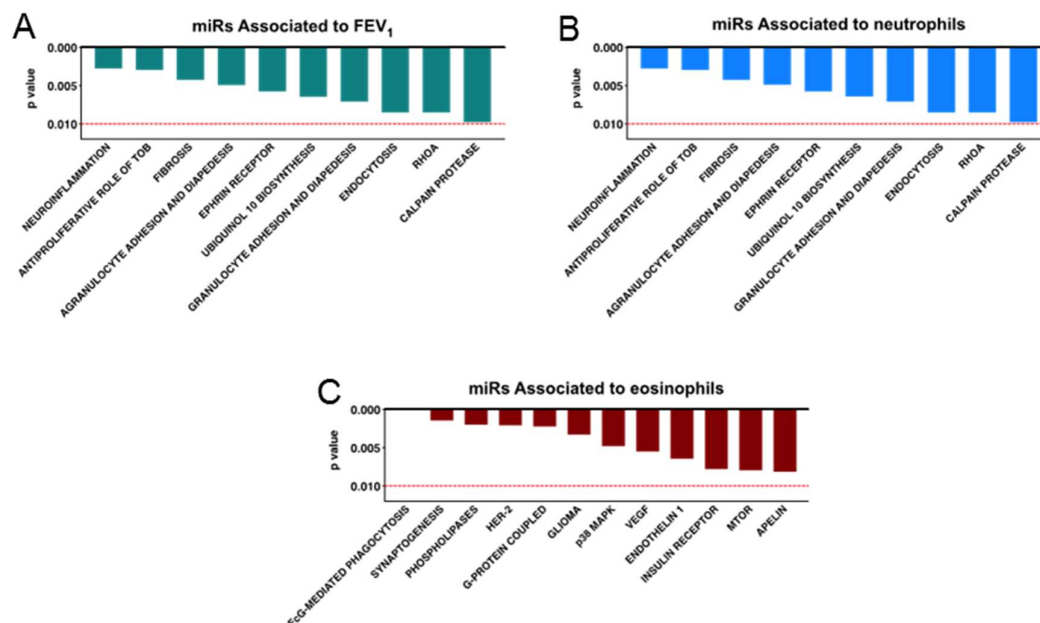 A
miRs Associated to FEV1
p value
0.000
0.005
0.010
NEUROINFLAMMATION
ANTIPROLIFERATIVE ROLE OF TOB
FIBROSIS
AGRANULOCYTE ADHESION AND DIAPEDESIS
EPHRIN RECEPTOR
UBIQUINOL 10 BIOSYNTHESIS
GRANULOCYTE ADHESION AND DIAPEDESIS
ENDOCYTOSIS
RHOA
CALPAIN PROTEASE
B
miRs Associated to neutrophils
p value
0.000
0.005
0.010
NEUROINFLAMMATION
ANTIPROLIFERATIVE ROLE OF TOB
FIBROSIS
AGRANULOCYTE ADHESION AND DIAPEDESIS
EPHRIN RECEPTOR
UBIQUINOL 10 BIOSYNTHESIS
GRANULOCYTE ADHESION AND DIAPEDESIS
ENDOCYTOSIS
RHOA
CALPAIN PROTEASE
C
miRs Associated to eosinophils
p value
0.000
0.005
0.010
FcG-MEDIATED PHAGOCYTOSIS
SYNAPTOGENESIS
PHOSPHOLIPASES
HER-2
G-PROTEIN COUPLED
GLIOMA
p38 MAPK
VEGF
ENDOTHELIN 1
INSULIN RECEPTOR
MTOR
APELIN